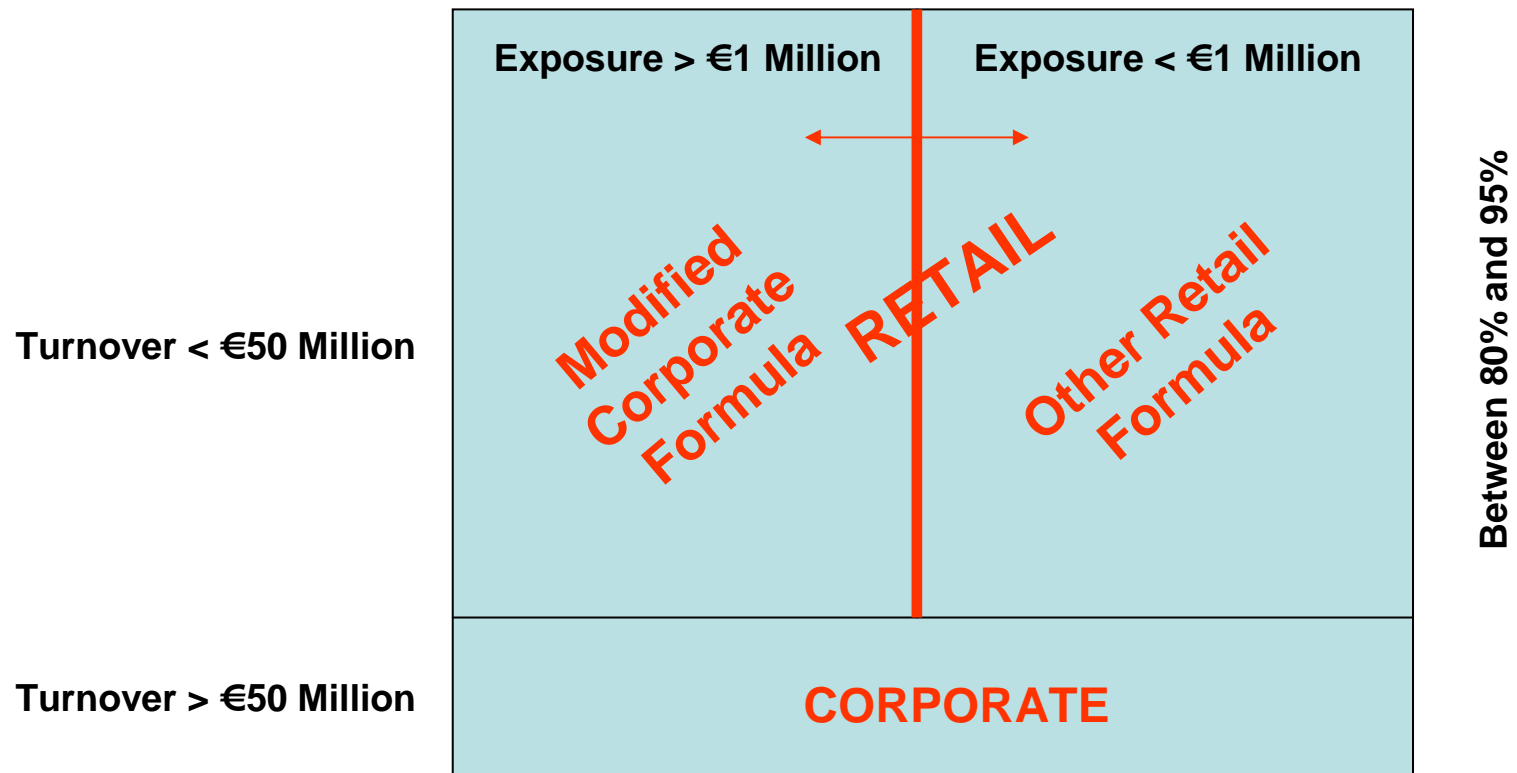 Exposure > €1 Million
Exposure < €1 Million
Turnover < €50 Million
Modified
Corporate
Formula
RETAIL
Other Retail
Formula
Between 80% and 95%
Turnover > €50 Million
CORPORATE